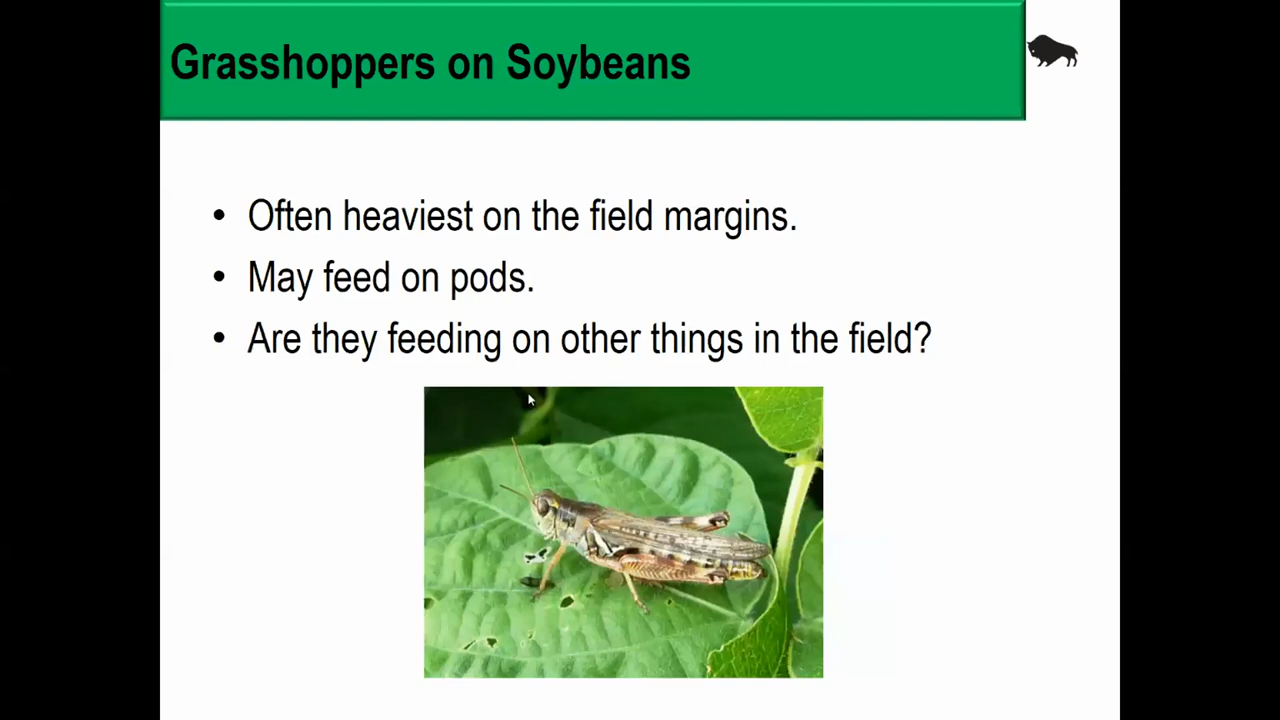 Grasshoppers on Soybeans
• Often heaviest on the field margins.
• May feed on pods.
• Are they feeding on other things in the field?